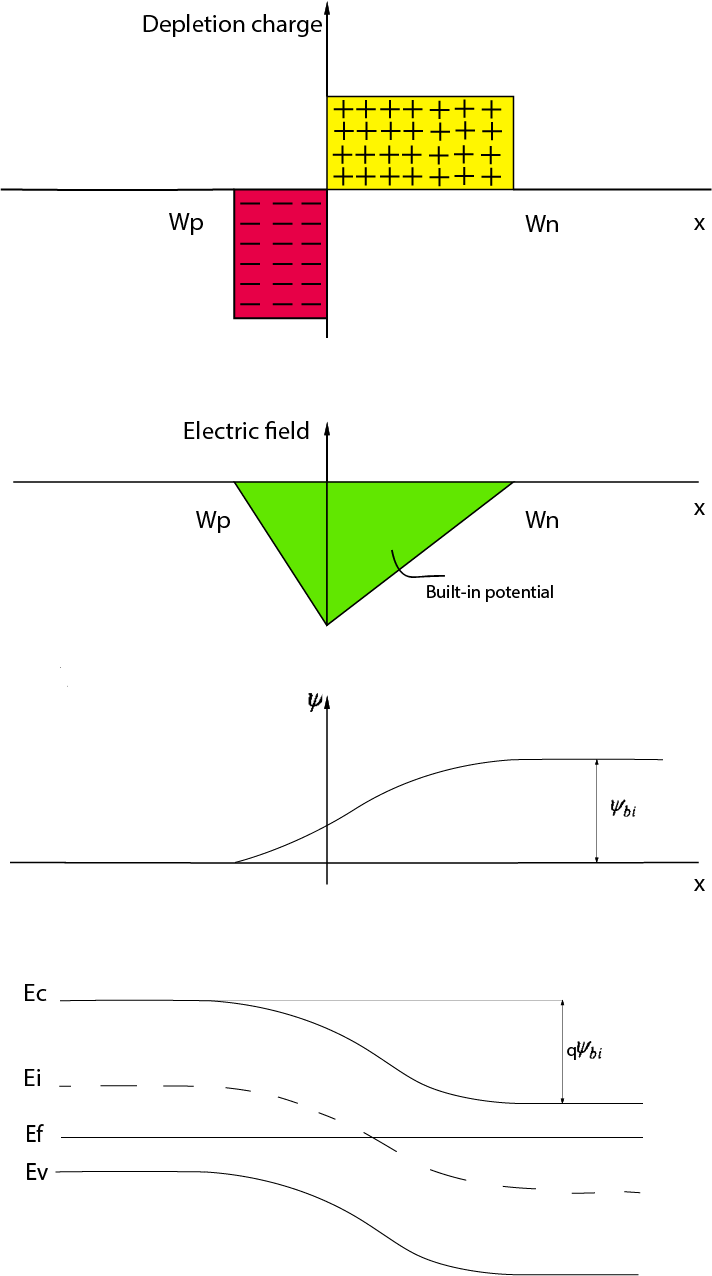 Depletion charge
Wp
Wn
x
Electric field
Wp
Wn
x
Built-in potential
ψ
ψbi
x
Ec
qψbi
Ei
Ef
Ev